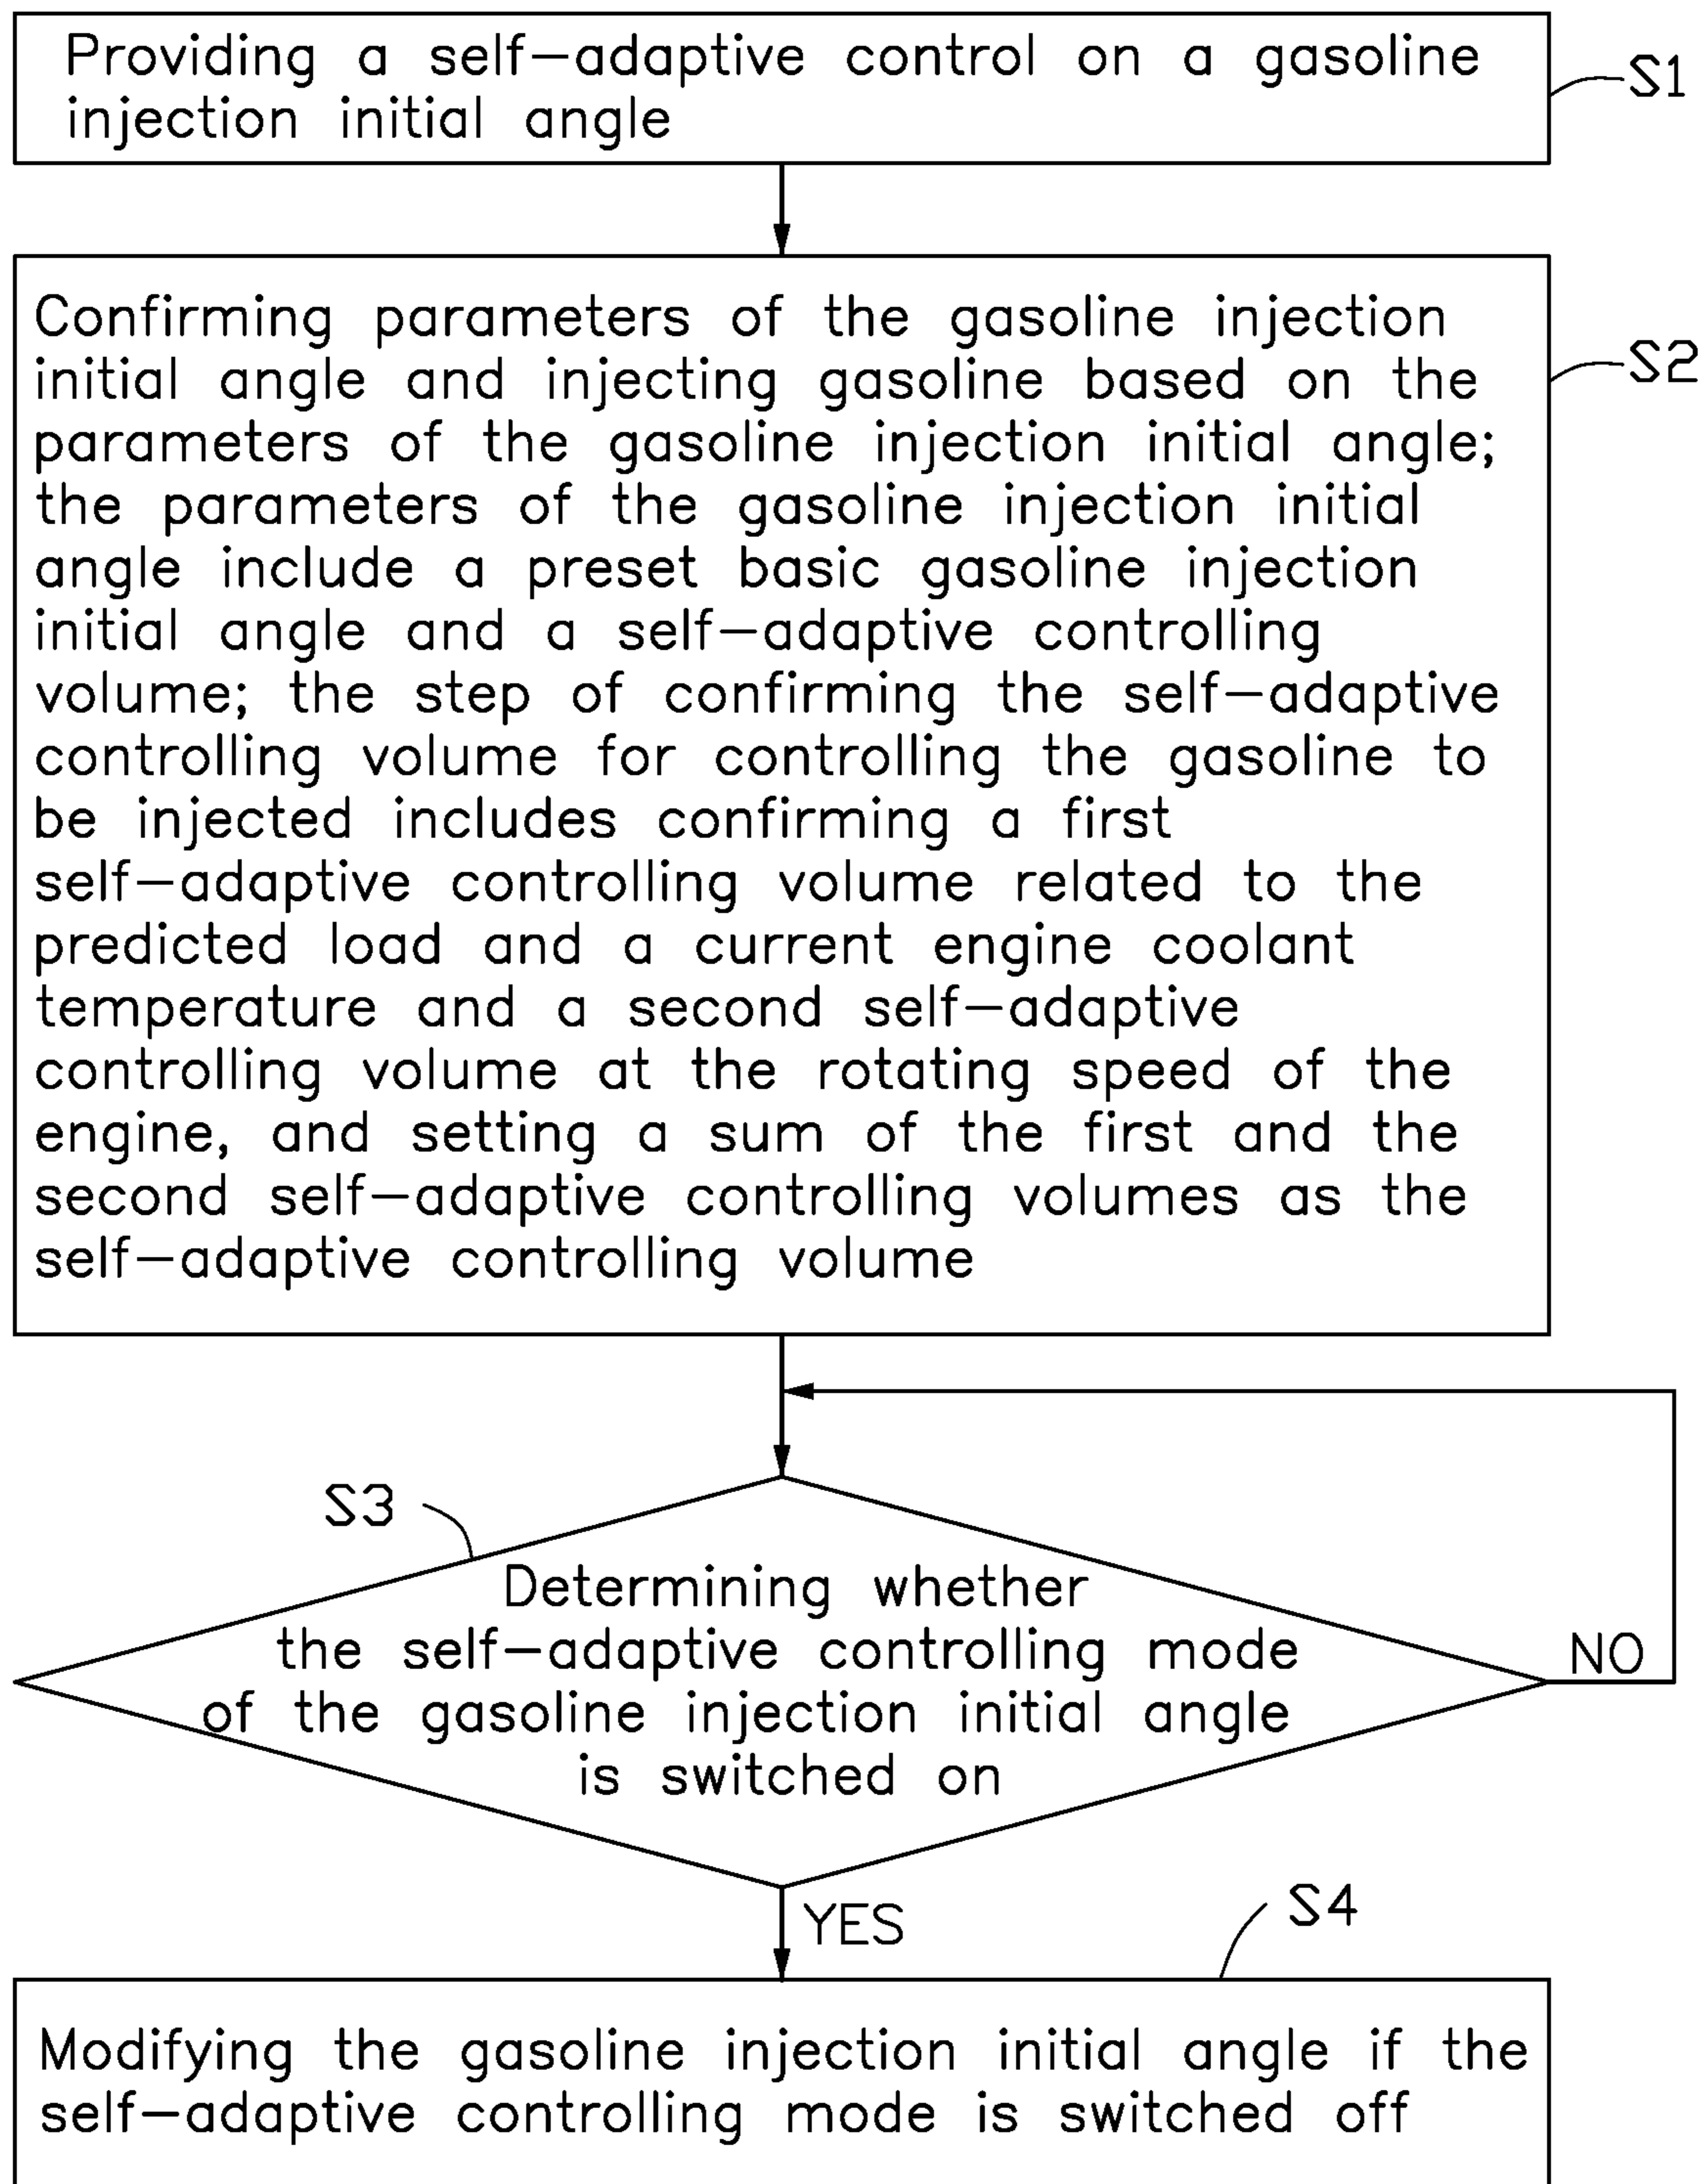 Providing a self-adaptive control on a gasoline
injection initial angle
S1
Confirming parameters of the gasoline injection
initial angle and injecting gasoline based on the
parameters of the gasoline injection initial angle;
the parameters of the gasoline injection initial
angle include a preset basic gasoline injection
initial angle and a self-adaptive controlling
volume; the step of confirming the self-adaptive
controlling volume for controlling the gasoline to
be injected includes confirming a first
self-adaptive controlling volume related to the
predicted load and a current engine coolant
temperature and a second self-adaptive
controlling volume at the rotating speed of the
engine, and setting a sum of the first and the
second self-adaptive controlling volumes as the
self-adaptive controlling volume
S2
S3
Determining whether
the self-adaptive controlling mode
of the gasoline injection initial angle
is switched on
NO
YES
S4
Modifying the gasoline injection initial angle if the
self-adaptive controlling mode is switched off